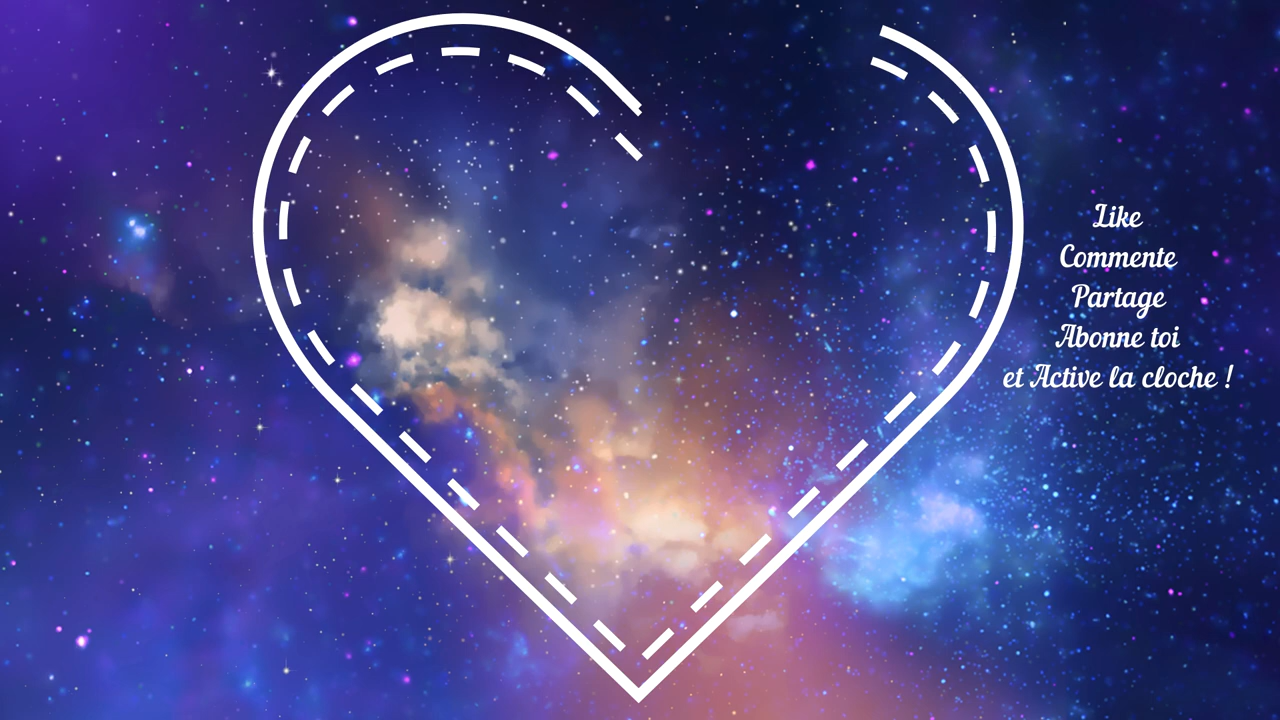 Like
Commente
Partage
Abonne toi
et Active la cloche !